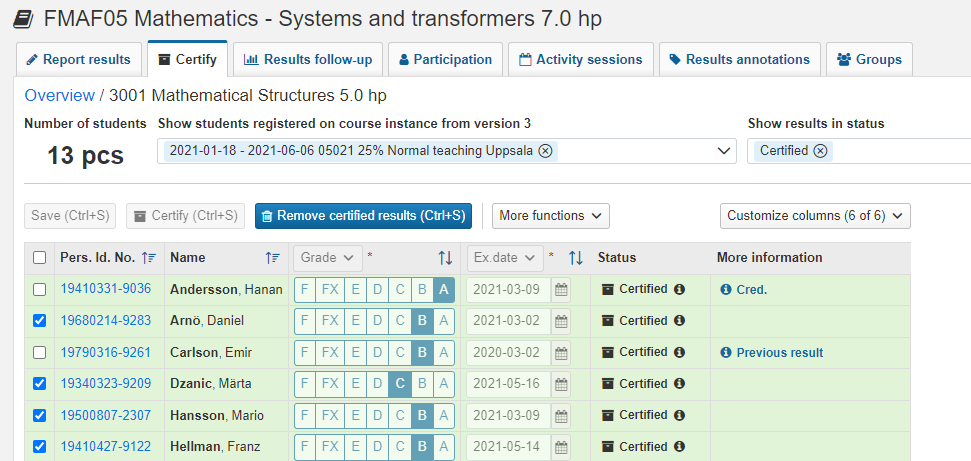 FMAF05 Mathematics - Systems and transformers 7.0 hp
Report results Certify Results follow-up Participation Activity sessions Results annotations Groups
Overview / 3001 Mathematical Structures 5.0 hp
Number of students Show students registered on course instance from version 3 Show results in status
13 pcs 2021-01-18 - 2021-06-06 05021 25% Normal teaching Uppsala Certified
Save (Ctrl+S) Certify (Ctrl+S) Remove certified results (Ctrl+S) More functions Customize columns (6 of 6)
Pers. Id. No. Name Grade * Ex.date * Status More information
19410331-9036 Andersson, Hanan F FX E D C B A 2021-03-09 Certified Cred.
19680214-9283 Arnö, Daniel F FX E D C B A 2021-03-02 Certified
19790316-9261 Carlson, Emir F FX E D C B A 2020-03-02 Certified Previous result
19340323-9209 Dzanic, Märta F FX E D C B A 2021-05-16 Certified
19500807-2307 Hansson, Mario F FX E D C B A 2021-03-09 Certified
19410427-9122 Hellman, Franz F FX E D C B A 2021-05-14 Certified